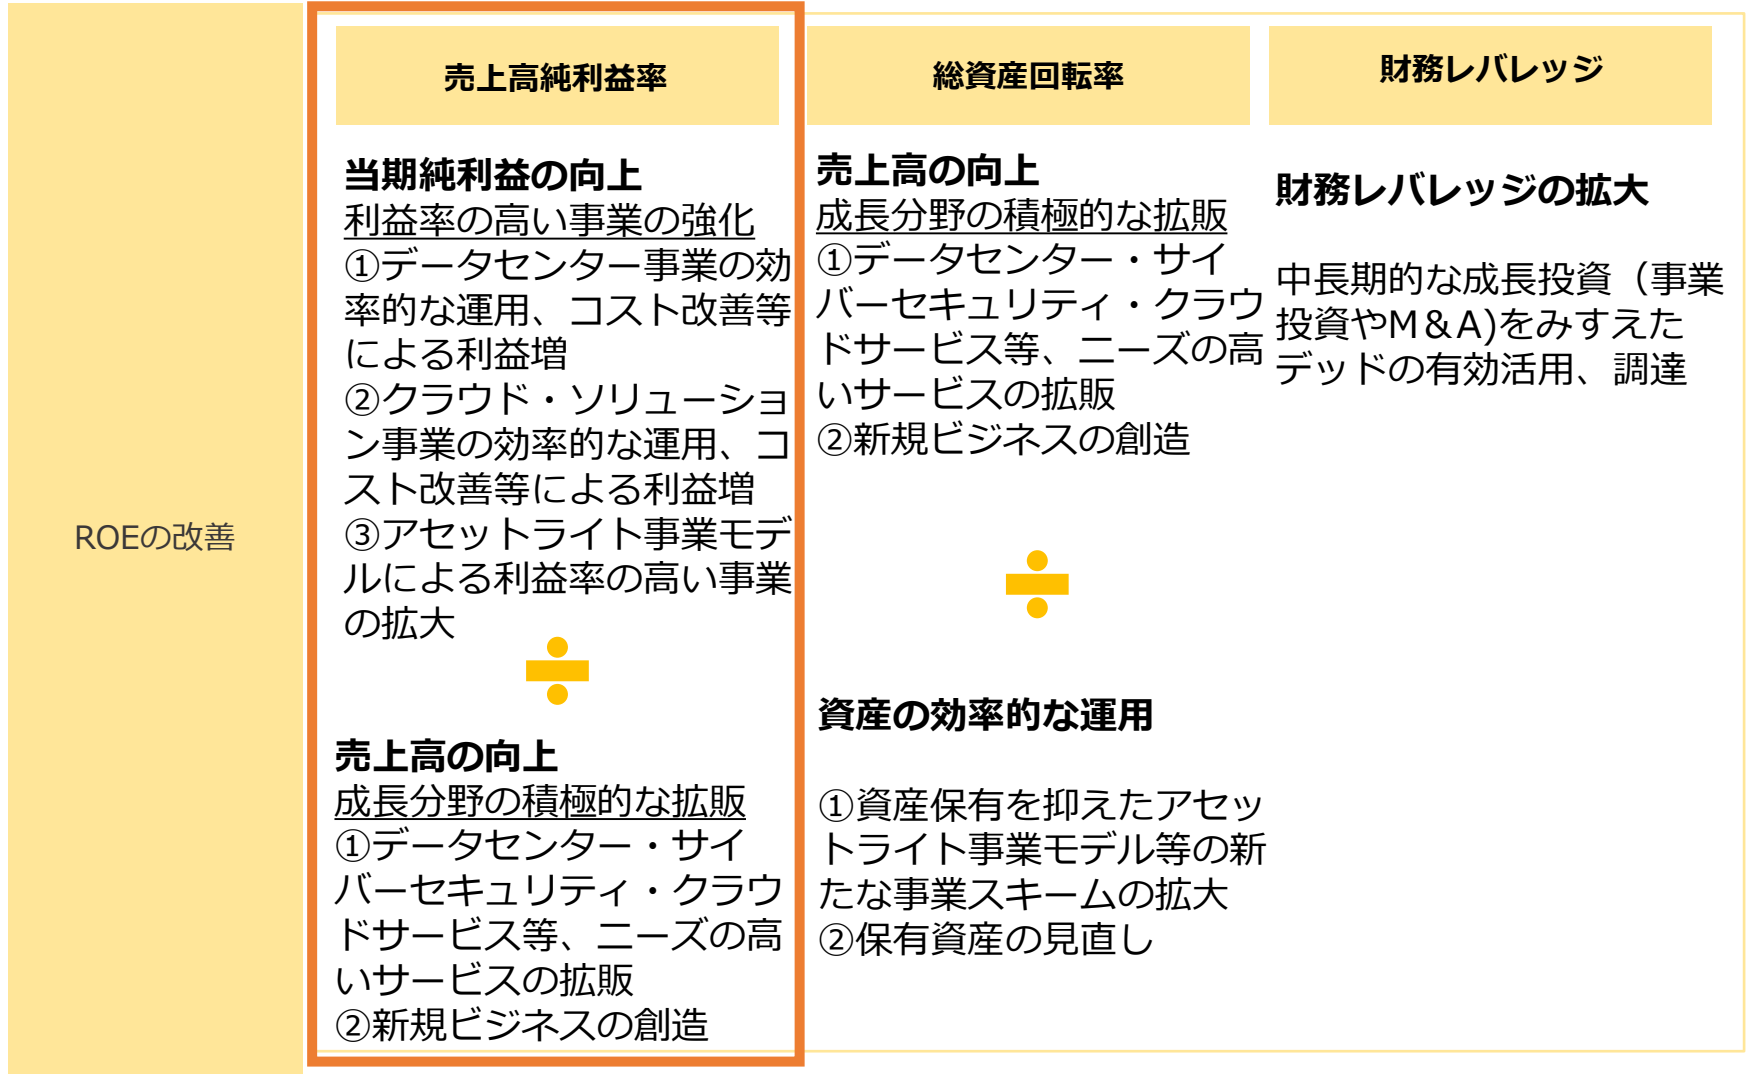 ROEの改善
売上高純利益率
当期純利益の向上
利益率の高い事業の強化
①データセンター事業の効
率的な運用、コスト改善等
による利益増
②クラウド・ソリューショ
ン事業の効率的な運用、コ
スト改善等による利益増
③アセットライト事業モデ
ルによる利益率の高い事業
の拡大
÷
売上高の向上
成長分野の積極的な拡販
①データセンター・サイ
バーセキュリティ・クラウ
ドサービス等、ニーズの高
いサービスの拡販
②新規ビジネスの創造
総資産回転率
売上高の向上
成長分野の積極的な拡販
①データセンター・サイ
バーセキュリティ・クラウ
ドサービス等、ニーズの高
いサービスの拡販
②新規ビジネスの創造
÷
資産の効率的な運用
①資産保有を抑えたアセッ
トライト事業モデル等の新
たな事業スキームの拡大
②保有資産の見直し
財務レバレッジ
財務レバレッジの拡大
中長期的な成長投資（事業
投資やM＆A)をみすえた
デッドの有効活用、調達